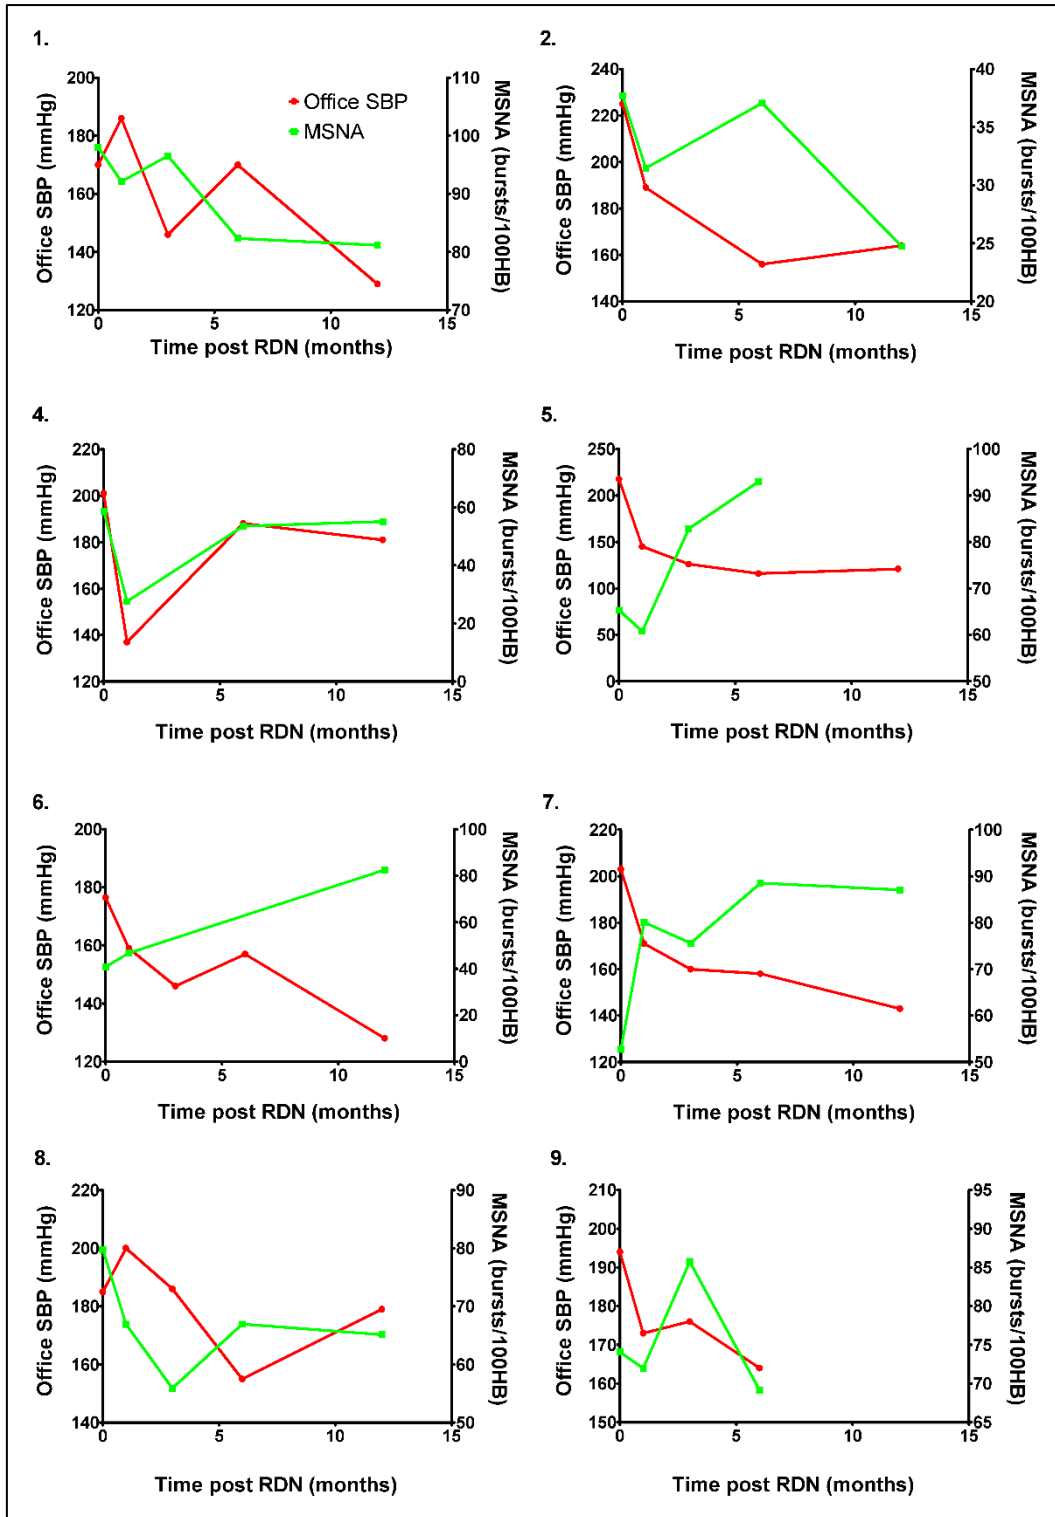 1.
Office SBP (mmHg)
200
180
160
140
120
Office SBP
MSNA
110
100
90
80
70
MSNA (bursts/100HB)
0 5 10 15
Time post RDN (months)
2.
Office SBP (mmHg)
240
220
200
180
160
140
40
35
30
25
20
MSNA (bursts/100HB)
0 5 10 15
Time post RDN (months)
4.
Office SBP (mmHg)
220
200
180
160
140
120
80
60
40
20
0
MSNA (bursts/100HB)
0 5 10 15
Time post RDN (months)
5.
Office SBP (mmHg)
250
200
150
100
50
0
100
90
80
70
60
50
MSNA (bursts/100HB)
0 5 10 15
Time post RDN (months)
6.
Office SBP (mmHg)
200
180
160
140
120
100
80
60
40
20
0
MSNA (bursts/100HB)
0 5 10 15
Time post RDN (months)
7.
Office SBP (mmHg)
220
200
180
160
140
120
100
90
80
70
60
50
MSNA (bursts/100HB)
0 5 10 15
Time post RDN (months)
8.
Office SBP (mmHg)
220
200
180
160
140
90
80
70
60
50
MSNA (bursts/100HB)
0 5 10 15
Time post RDN (months)
9.
Office SBP (mmHg)
210
200
190
180
170
160
150
95
90
85
80
75
70
65
MSNA (bursts/100HB)
0 5 10 15
Time post RDN (months)